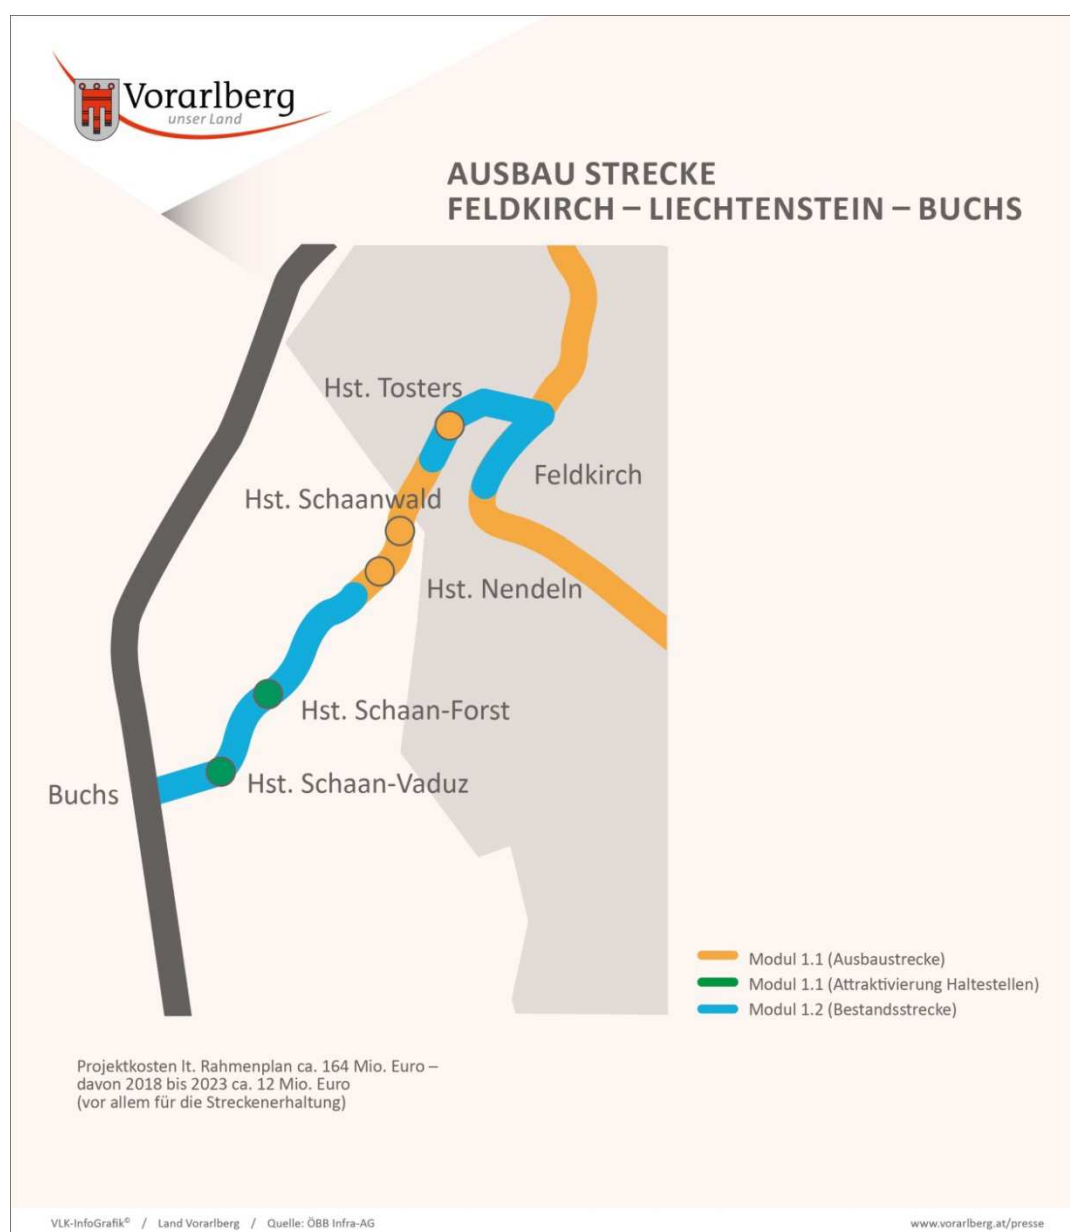 Vorarlberg
unser Land
AUSBAU STRECKE
FELDKIRCH – LIECHTENSTEIN – BUCHS
Hst. Tosters
Feldkirch
Hst. Schaanwald
Hst. Nendeln
Hst. Schaan-Forst
Hst. Schaan-Vaduz
Buchs
Modul 1.1 (Ausbaustrecke)
Modul 1.1 (Attraktivierung Haltestellen)
Modul 1.2 (Bestandsstrecke)
Projektkosten lt. Rahmenplan ca. 164 Mio. Euro –
davon 2018 bis 2023 ca. 12 Mio. Euro
(vor allem für die Streckenerhaltung)
VLK-InfoGrafik© / Land Vorarlberg / Quelle: ÖBB Infra-AG
www.vorarlberg.at/presse